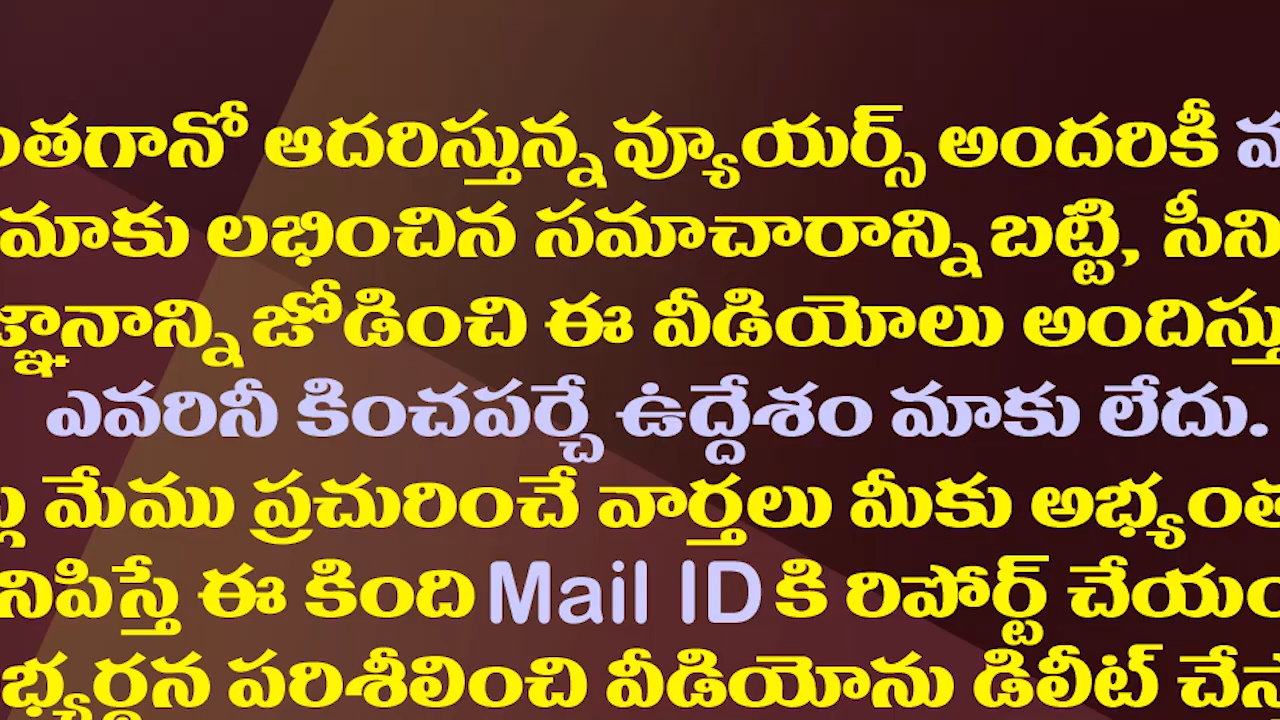 ంతగానో ఆదరిస్తున్న వ్యూయర్స్ అందరికీ
మాకు లభించిన సమాచారాన్ని బట్టి, సీని
జ్ఞానాన్ని జోడించి ఈ వీడియోలు అందిస్తు
ఎవరినీ కించపర్చే ఉద్దేశం మాకు లేదు.
మేము ప్రచురించే వార్తలు మీకు అభ్యంత
నిపిస్తే ఈ కింది Mail ID కి రిపోర్ట్ చేయం
భ్యర్థన పరిశీలించి వీడియోను డిలీట్ చేస